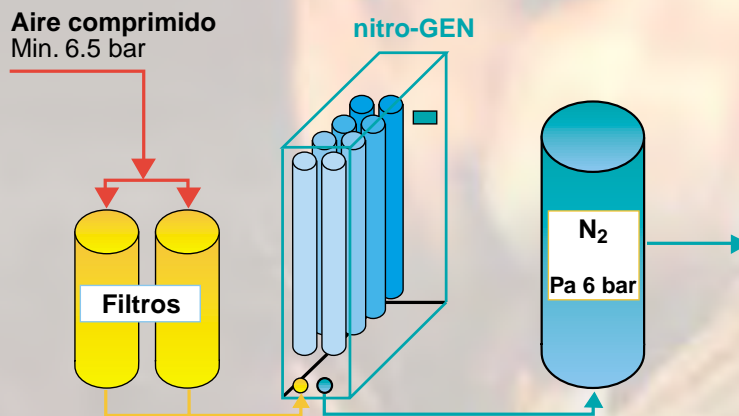 Aire comprimido
Min. 6.5 bar
nitro-GEN
Filtros
N₂
Pa 6 bar